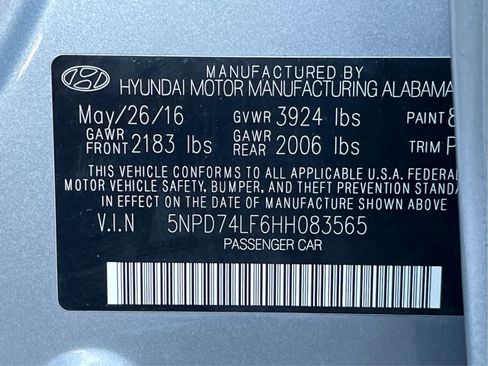 MANUFACTURED BY
HYUNDAI MOTOR MANUFACTURING ALABAMA
May/26/16 GVWR 3924 lbs PAINT 8
GAWR FRONT 2183 lbs GAWR REAR 2006 lbs TRIM P
THIS VEHICLE CONFORMS TO ALL APPLICABLE U.S.A. FEDERAL
MOTOR VEHICLE SAFETY, BUMPER, AND THEFT PREVENTION STANDARDS
IN EFFECT ON THE DATE OF MANUFACTURE SHOWN ABOVE
V.I.N 5NPD74LF6HH083565
PASSENGER CAR